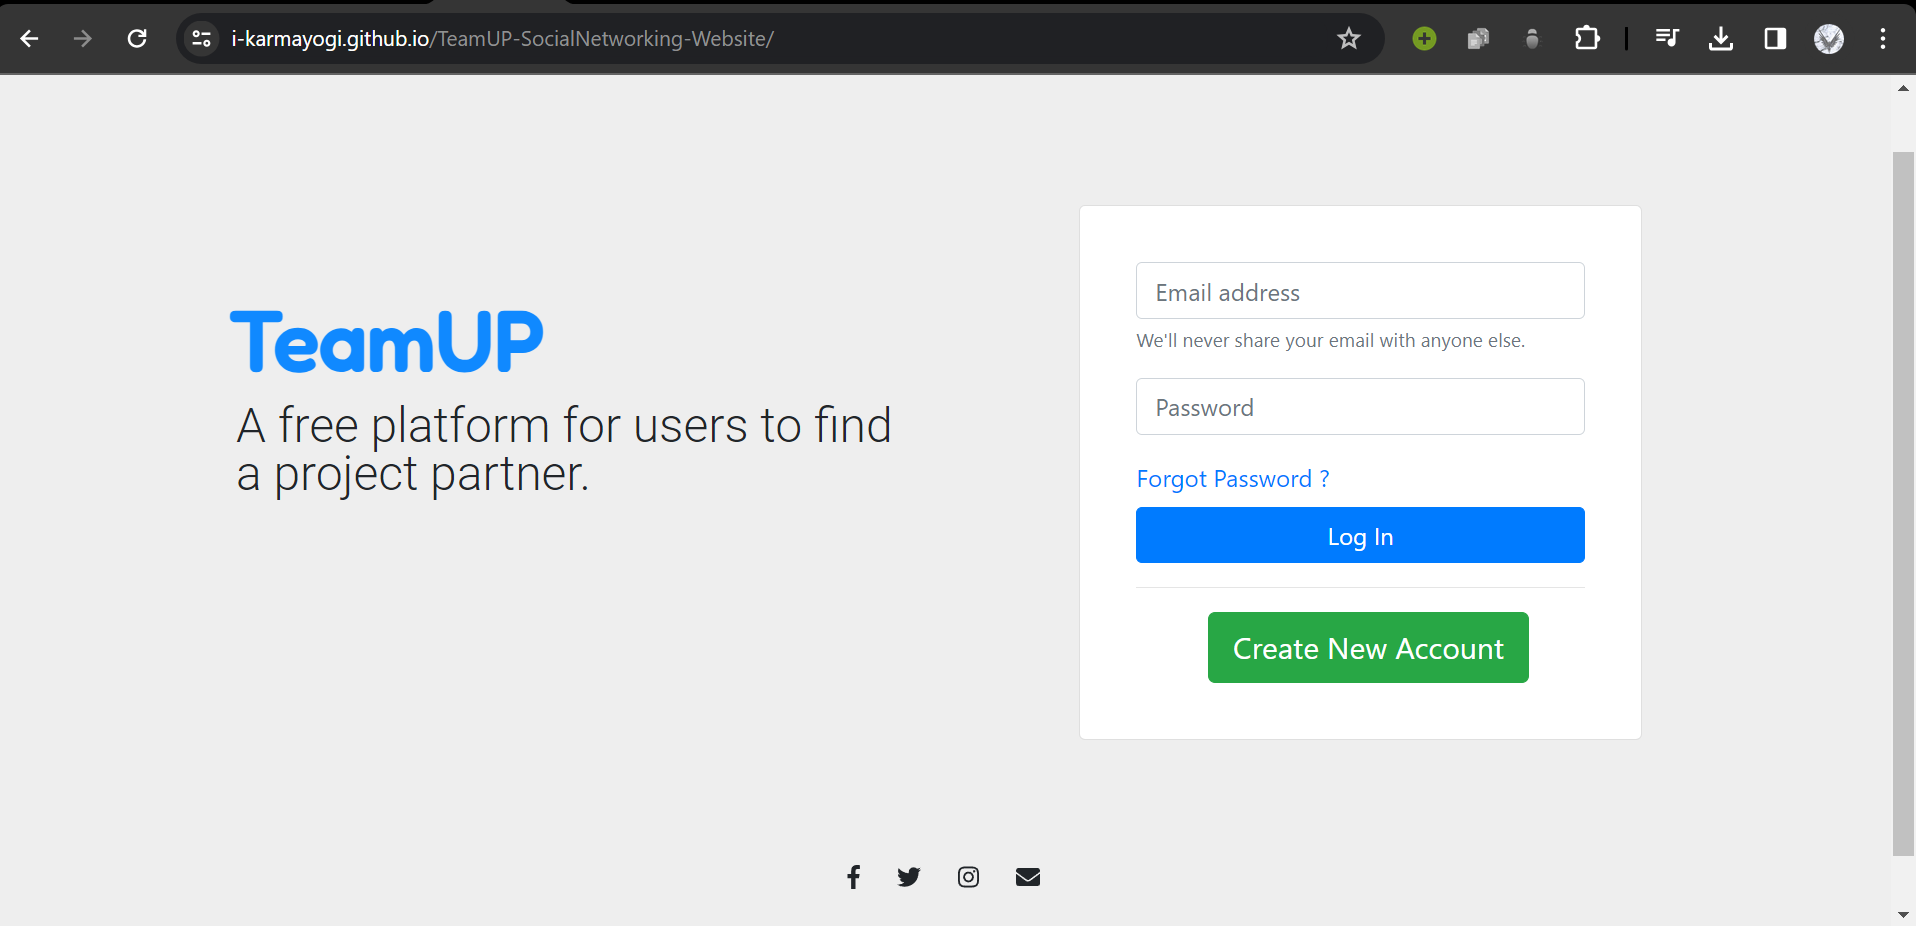 i-karmayogi.github.io/TeamUP-SocialNetworking-Website/
TeamUP
A free platform for users to find
a project partner.
Email address
We'll never share your email with anyone else.
Password
Forgot Password ?
Log In
Create New Account